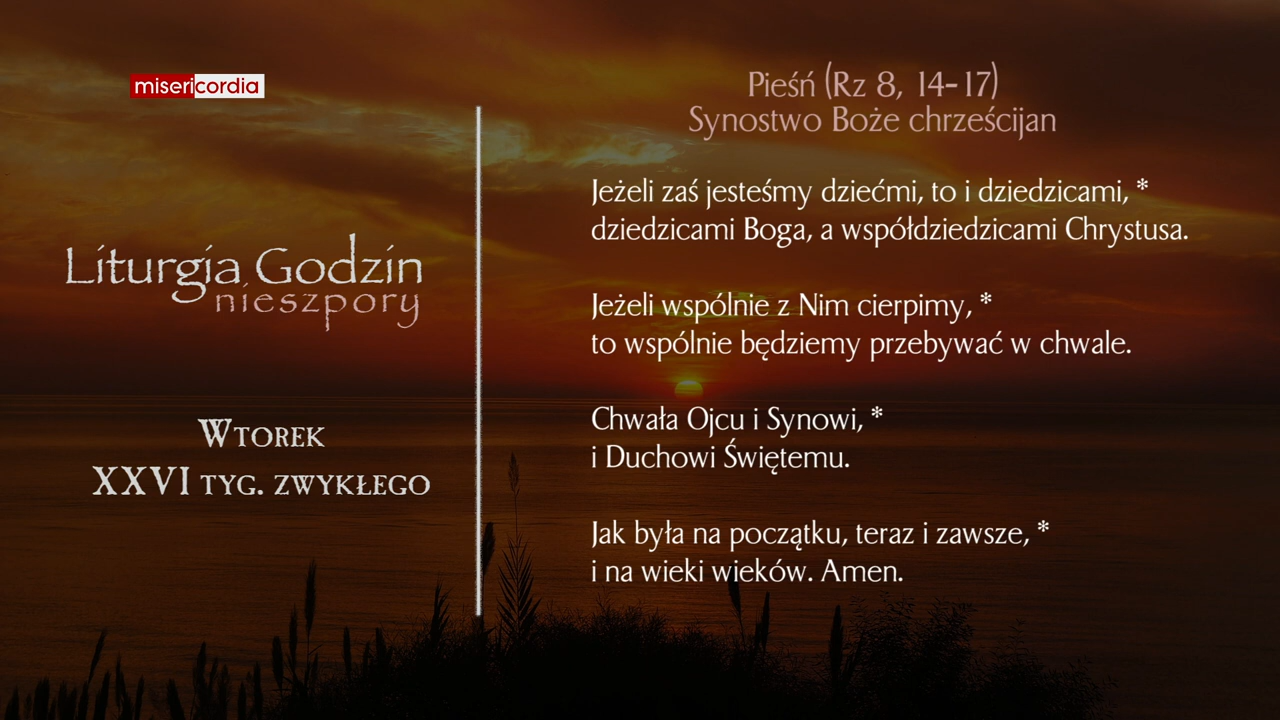 misericordia
Liturgia Godzin
nieszpory
Wtorek
XXVI tyg. zwykłego
Pieśń (Rz 8, 14-17)
Synostwo Boże chrześcijan
Jeżeli zaś jesteśmy dziećmi, to i dziedzicami, *
dziedzicami Boga, a współdziedzicami Chrystusa.
Jeżeli wspólnie z Nim cierpimy, *
to wspólnie będziemy przebywać w chwale.
Chwała Ojcu i Synowi, *
i Duchowi Świętemu.
Jak była na początku, teraz i zawsze, *
i na wieki wieków. Amen.